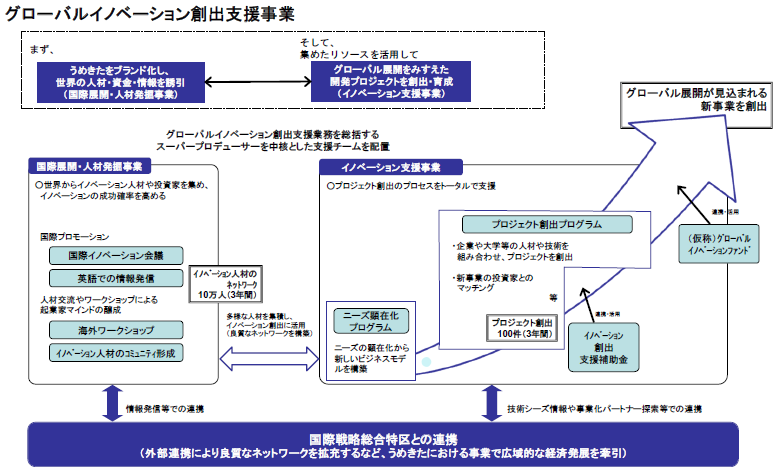 グローバルイノベーション創出支援事業
まず、
うめきたをブランド化し、
世界の人材・資金・情報を誘引
(国際展開・人材発掘事業)
そして、
集めたリソースを活用して
グローバル展開をみすえた
開発プロジェクトを創出・育成
(イノベーション支援事業)
グローバル展開が見込まれる
新事業を創出
グローバルイノベーション創出支援業務を総括する
スーパープロデューサーを中核とした支援チームを配置
国際展開・人材発掘事業
○世界からイノベーション人材や投資家を集め、
イノベーションの成功確率を高める
国際プロモーション
国際イノベーション会議
英語での情報発信
人材交流やワークショップによる
起業家マインドの醸成
海外ワークショップ
イノベーション人材のコミュニティ形成
イノベーション人材の
ネットワーク
10万人(3年間)
多様な人材を集積し、
イノベーション創出に活用
(良質なネットワークを構築)
イノベーション支援事業
○プロジェクト創出のプロセスをトータルで支援
プロジェクト創出プログラム
・企業や大学等の人材や技術を
組み合わせ、プロジェクトを創出
・新事業の投資家との
マッチング
等
プロジェクト創出
100件(3年間)
ニーズ顕在化
プログラム
ニーズの顕在化から
新しいビジネスモデ
ルを構築
連携・活用
(仮称)グローバル
イノベーションファンド
連携・活用
イノベーション
創出
支援補助金
情報発信等での連携
技術シーズ情報や事業化パートナー探索等での連携
国際戦略総合特区との連携
(外部連携により良質なネットワークを拡充するなど、うめきたにおける事業で広域的な経済発展を牽引)